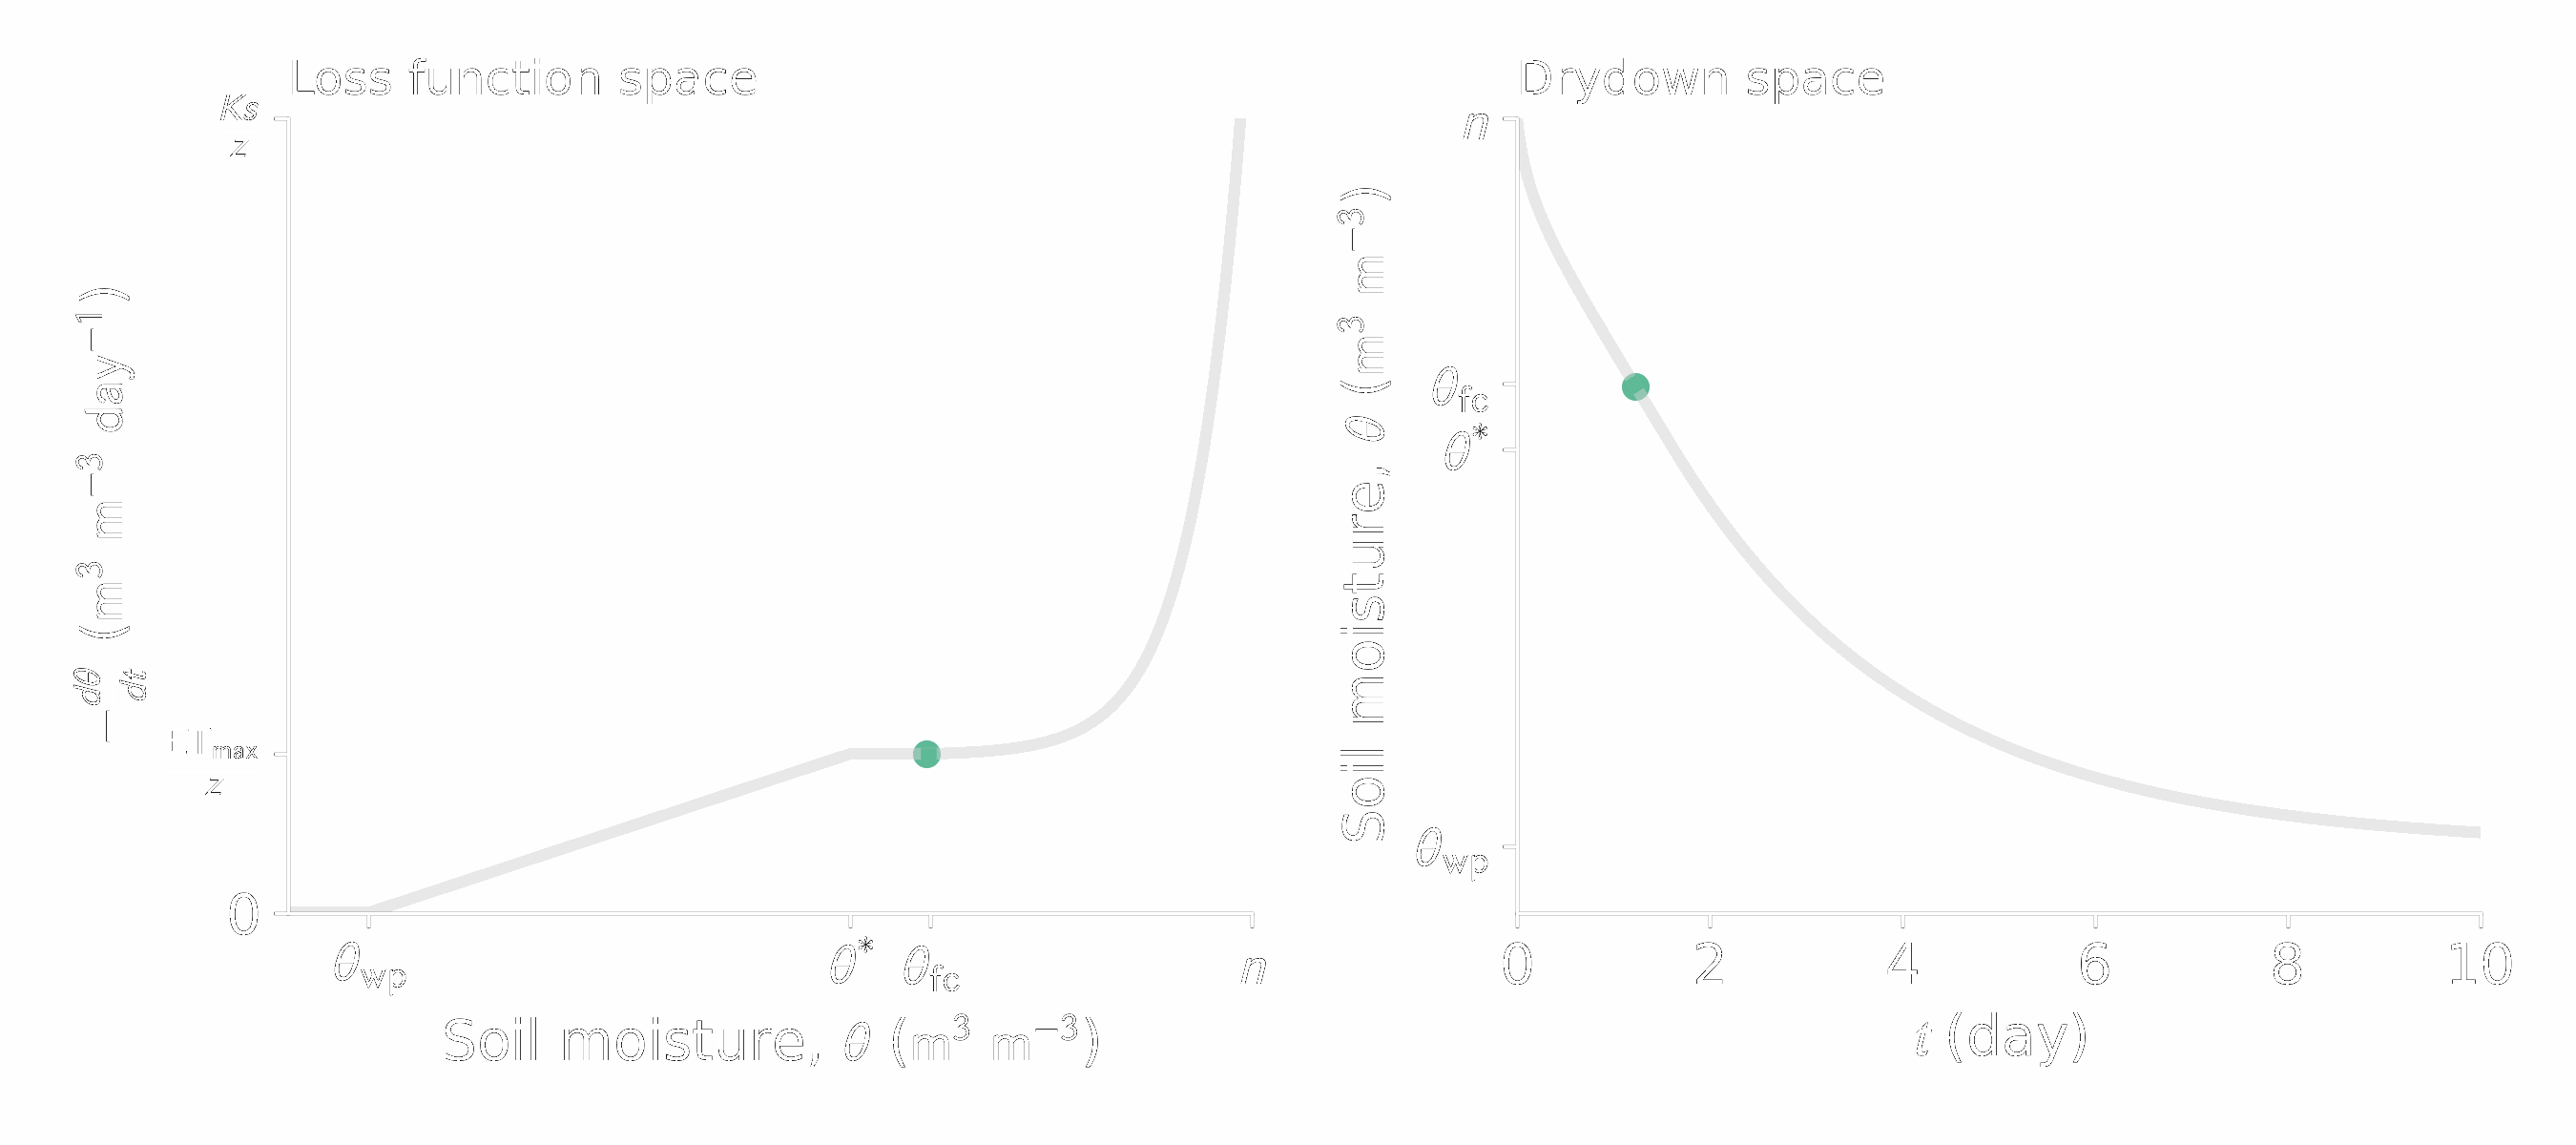 Loss function space
Ks
z
− dθ/dt (m³ m⁻³ day⁻¹)
ETmax
z
0
θwp
θ*
θfc
n
Soil moisture, θ (m³ m⁻³)
Drydown space
n
Soil moisture, θ (m³ m⁻³)
θfc
θ*
θwp
0 2 4 6 8 10
t (day)